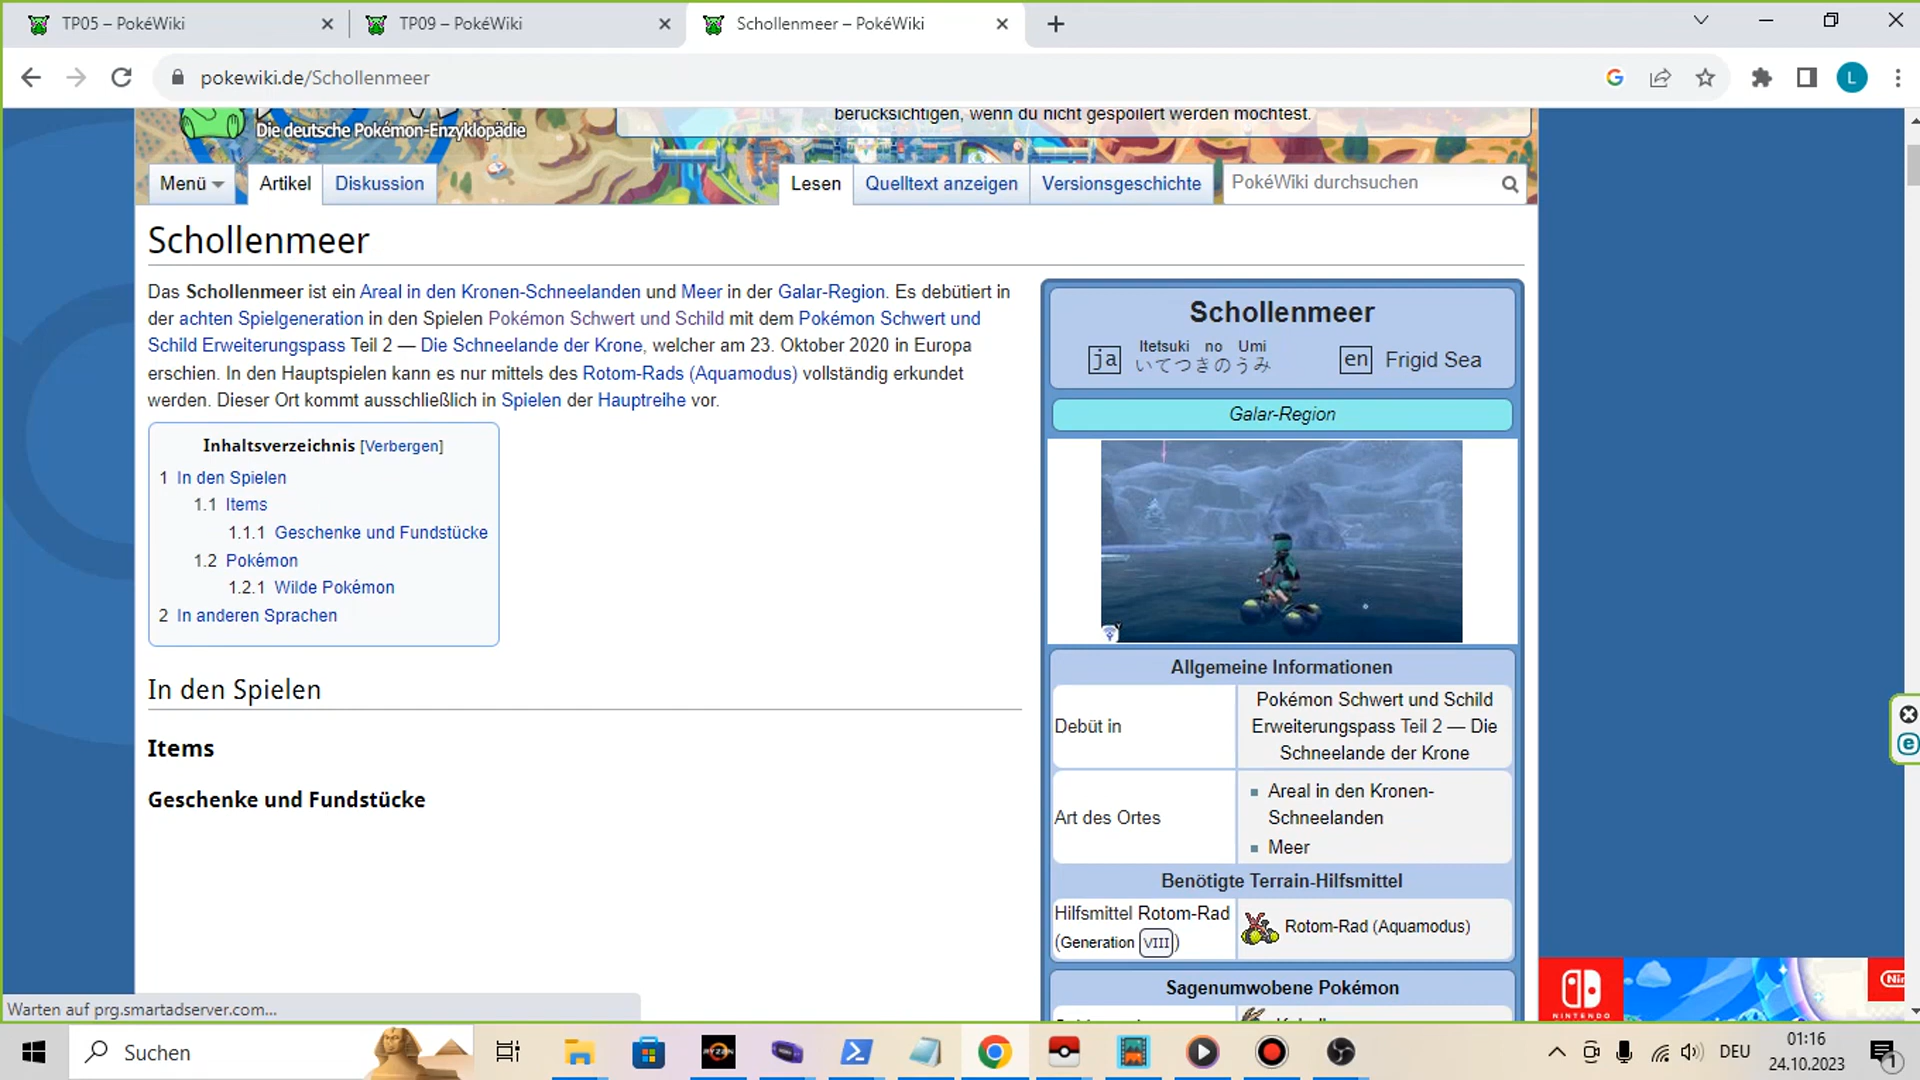 TP05 – PokéWiki
TP09 – PokéWiki
Schollenmeer – PokéWiki
pokewiki.de/Schollenmeer
L
Die deutsche Pokémon-Enzyklopädie
berücksichtigen, wenn du nicht gespoilert werden möchtest.
Menü
Artikel
Diskussion
Lesen
Quelltext anzeigen
Versionsgeschichte
PokéWiki durchsuchen
Schollenmeer
Das Schollenmeer ist ein Areal in den Kronen-Schneelanden und Meer in der Galar-Region. Es debütiert in
der achten Spielgeneration in den Spielen Pokémon Schwert und Schild mit dem Pokémon Schwert und
Schild Erweiterungspass Teil 2 — Die Schneelande der Krone, welcher am 23. Oktober 2020 in Europa
erschien. In den Hauptspielen kann es nur mittels des Rotom-Rads (Aquamodus) vollständig erkundet
werden. Dieser Ort kommt ausschließlich in Spielen der Hauptreihe vor.
Inhaltsverzeichnis [Verbergen]
1 In den Spielen
1.1 Items
1.1.1 Geschenke und Fundstücke
1.2 Pokémon
1.2.1 Wilde Pokémon
2 In anderen Sprachen
In den Spielen
Items
Geschenke und Fundstücke
Schollenmeer
Itetsuki no Umi
ja いてつきのうみ
en Frigid Sea
Galar-Region
Allgemeine Informationen
Debüt in
Pokémon Schwert und Schild
Erweiterungspass Teil 2 — Die
Schneelande der Krone
Art des Ortes
Areal in den Kronen-
Schneelanden
Meer
Benötigte Terrain-Hilfsmittel
Hilfsmittel Rotom-Rad
(Generation VIII)
Rotom-Rad (Aquamodus)
Sagenumwobene Pokémon
NINTENDO
Warten auf prg.smartadserver.com...
Suchen
RYZEN
DEU
01:16
24.10.2023
1